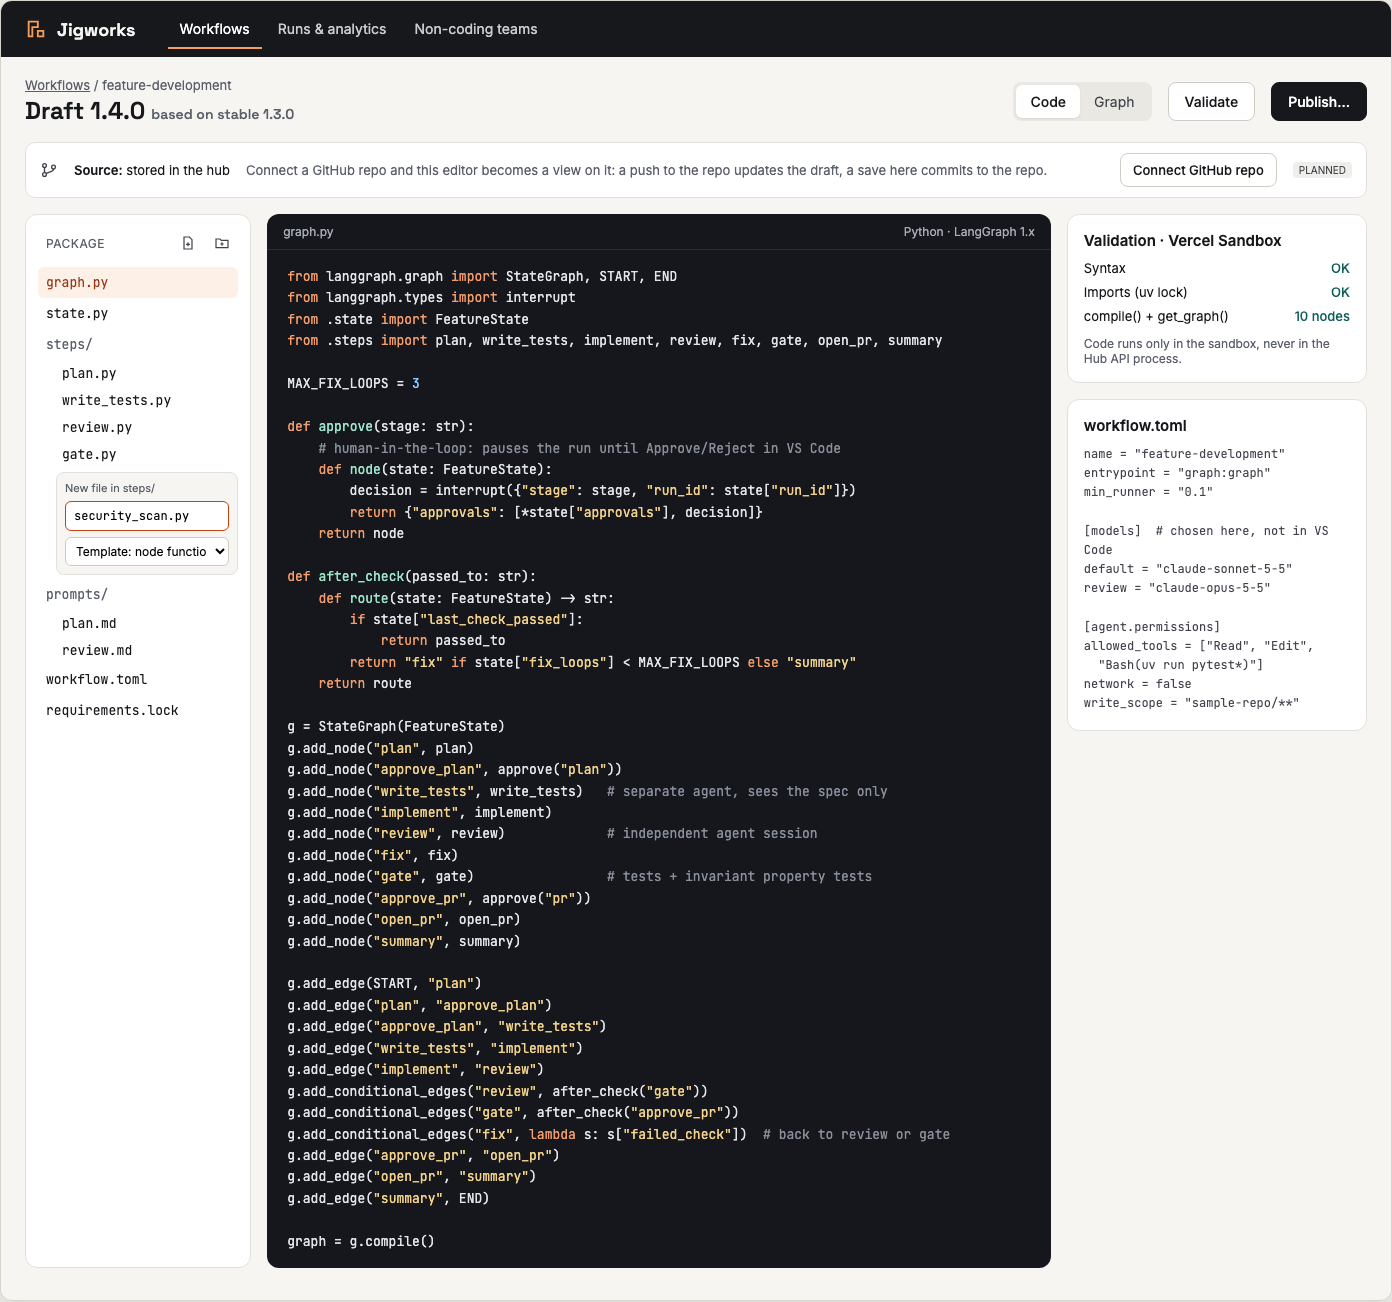 Jigworks
Workflows
Runs & analytics
Non-coding teams
Workflows / feature-development
Draft 1.4.0 based on stable 1.3.0
Code
Graph
Validate
Publish...
Source: stored in the hub
Connect a GitHub repo and this editor becomes a view on it: a push to the repo updates the draft, a save here commits to the repo.
Connect GitHub repo
PLANNED
PACKAGE
graph.py
state.py
steps/
plan.py
write_tests.py
review.py
gate.py
New file in steps/
security_scan.py
Template: node functio
prompts/
plan.md
review.md
workflow.toml
requirements.lock
graph.py
Python · LangGraph 1.x
from langgraph.graph import StateGraph, START, END
from langgraph.types import interrupt
from .state import FeatureState
from .steps import plan, write_tests, implement, review, fix, gate, open_pr, summary

MAX_FIX_LOOPS = 3

def approve(stage: str):
    # human-in-the-loop: pauses the run until Approve/Reject in VS Code
    def node(state: FeatureState):
        decision = interrupt({"stage": stage, "run_id": state["run_id"]})
        return {"approvals": [*state["approvals"], decision]}
    return node

def after_check(passed_to: str):
    def route(state: FeatureState) -> str:
        if state["last_check_passed"]:
            return passed_to
        return "fix" if state["fix_loops"] < MAX_FIX_LOOPS else "summary"
    return route

g = StateGraph(FeatureState)
g.add_node("plan", plan)
g.add_node("approve_plan", approve("plan"))
g.add_node("write_tests", write_tests)   # separate agent, sees the spec only
g.add_node("implement", implement)
g.add_node("review", review)             # independent agent session
g.add_node("fix", fix)
g.add_node("gate", gate)                 # tests + invariant property tests
g.add_node("approve_pr", approve("pr"))
g.add_node("open_pr", open_pr)
g.add_node("summary", summary)

g.add_edge(START, "plan")
g.add_edge("plan", "approve_plan")
g.add_edge("approve_plan", "write_tests")
g.add_edge("write_tests", "implement")
g.add_edge("implement", "review")
g.add_conditional_edges("review", after_check("gate"))
g.add_conditional_edges("gate", after_check("approve_pr"))
g.add_conditional_edges("fix", lambda s: s["failed_check"])  # back to review or gate
g.add_edge("approve_pr", "open_pr")
g.add_edge("open_pr", "summary")
g.add_edge("summary", END)

graph = g.compile()
Validation · Vercel Sandbox
Syntax OK
Imports (uv lock) OK
compile() + get_graph() 10 nodes
Code runs only in the sandbox, never in the
Hub API process.
workflow.toml
name = "feature-development"
entrypoint = "graph:graph"
min_runner = "0.1"

[models]  # chosen here, not in VS
Code
default = "claude-sonnet-5-5"
review = "claude-opus-5-5"

[agent.permissions]
allowed_tools = ["Read", "Edit",
  "Bash(uv run pytest*)"]
network = false
write_scope = "sample-repo/**"